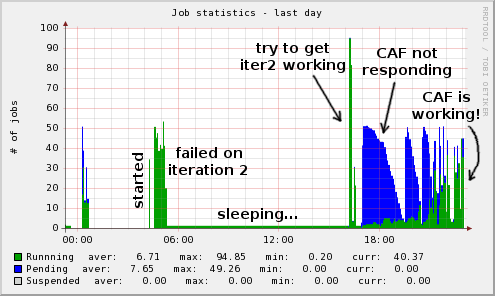 Job statistics - last day
RRDTOOL / TOBI OETIKER
# of jobs
100
90
80
70
60
50
40
30
20
10
0
try to get
iter2 working
CAF not
responding
CAF is
working!
started
failed on
iteration 2
sleeping...
00:00 06:00 12:00 18:00
Runnning aver: 6.71 max: 94.85 min: 0.20 curr: 40.37
Pending aver: 7.65 max: 49.26 min: 0.00 curr: 0.00
Suspended aver: 0.00 max: 0.00 min: 0.00 curr: 0.00